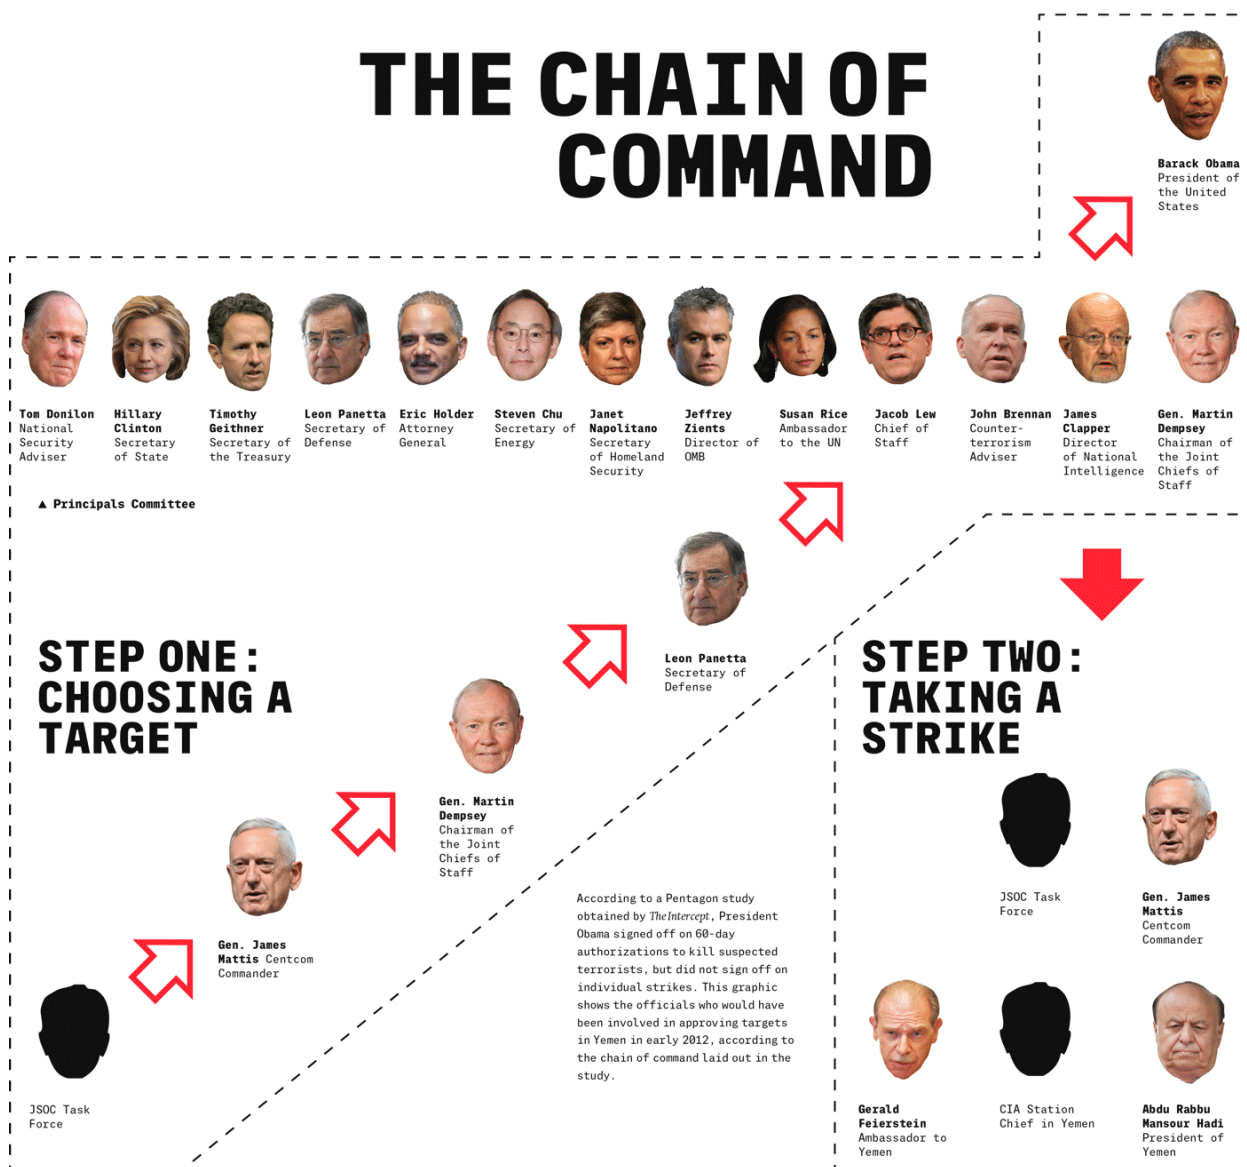 THE CHAIN OF
COMMAND
Barack Obama
President of
the United
States
Tom Donilon
National
Security
Adviser
Hillary
Clinton
Secretary
of State
Timothy
Geithner
Secretary of
the Treasury
Leon Panetta
Secretary of
Defense
Eric Holder
Attorney
General
Steven Chu
Secretary of
Energy
Janet
Napolitano
Secretary
of Homeland
Security
Jeffrey
Zients
Director of
OMB
Susan Rice
Ambassador
to the UN
Jacob Lew
Chief of
Staff
John Brennan
Counter-
terrorism
Adviser
James
Clapper
Director
of National
Intelligence
Gen. Martin
Dempsey
Chairman of
the Joint
Chiefs of
Staff
▲ Principals Committee
STEP ONE:
CHOOSING A
TARGET
Leon Panetta
Secretary of
Defense
Gen. Martin
Dempsey
Chairman of
the Joint
Chiefs of
Staff
Gen. James
Mattis Centcom
Commander
JSOC Task
Force
According to a Pentagon study
obtained by The Intercept, President
Obama signed off on 60-day
authorizations to kill suspected
terrorists, but did not sign off on
individual strikes. This graphic
shows the officials who would have
been involved in approving targets
in Yemen in early 2012, according to
the chain of command laid out in the
study.
STEP TWO:
TAKING A
STRIKE
JSOC Task
Force
Gen. James
Mattis
Centcom
Commander
Gerald
Feierstein
Ambassador to
Yemen
CIA Station
Chief in Yemen
Abdu Rabbu
Mansour Hadi
President of
Yemen